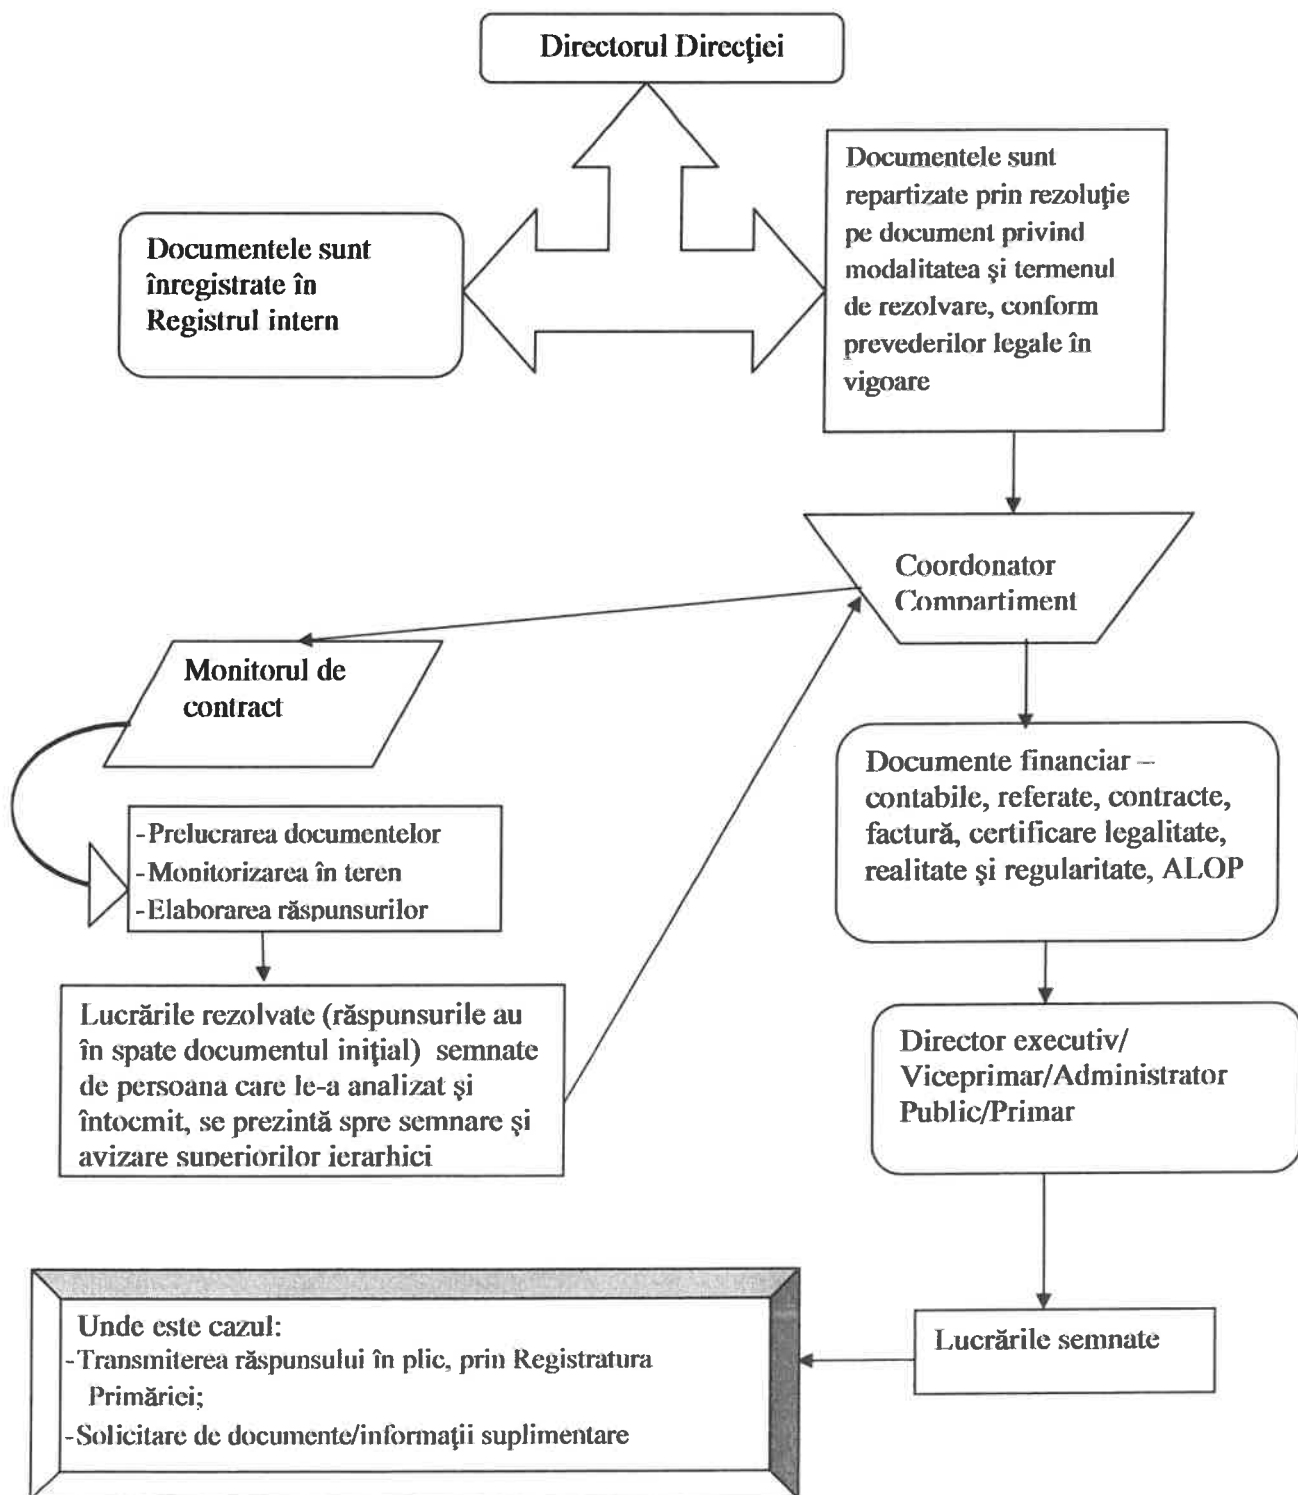 Directorul Direcţiei
Documentele sunt
înregistrate în
Registrul intern
Documentele sunt
repartizate prin rezoluţie
pe document privind
modalitatea şi termenul
de rezolvare, conform
prevederilor legale în
vigoare
Coordonator
Compartiment
Monitorul de
contract
-Prelucrarea documentelor
-Monitorizarea în teren
-Elaborarea răspunsurilor
Documente financiar –
contabile, referate, contracte,
factură, certificare legalitate,
realitate şi regularitate, ALOP
Lucrările rezolvate (răspunsurile au
în spate documentul iniţial) semnate
de persoana care le-a analizat şi
întocmit, se prezintă spre semnare şi
avizare superiorilor ierarhici
Director executiv/
Viceprimar/Administrator
Public/Primar
Lucrările semnate
Unde este cazul:
-Transmiterea răspunsului în plic, prin Registratura
Primăriei;
-Solicitare de documente/informaţii suplimentare